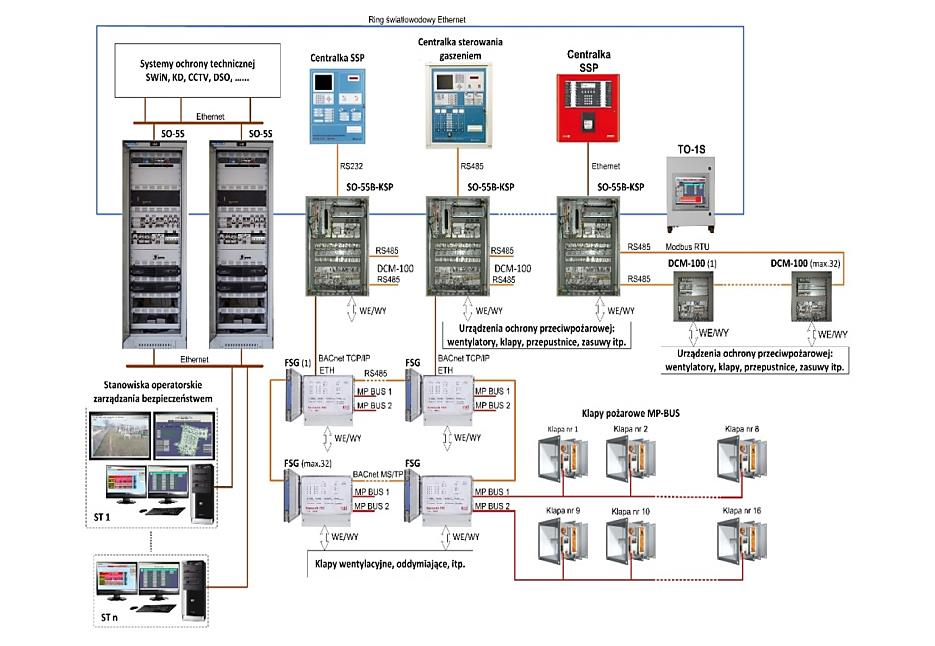 Ring światłowodowy Ethernet
Systemy ochrony technicznej
SWiN, KD, CCTV, DSO, ......
Ethernet
SO-5S
SO-5S
Centralka SSP
Centralka sterowania
gaszeniem
Centralka
SSP
RS232
RS485
Ethernet
TO-1S
SO-55B-KSP
SO-55B-KSP
SO-55B-KSP
RS485
DCM-100
RS485
RS485
DCM-100
RS485
RS485
Modbus RTU
RS485
DCM-100 (1)
DCM-100 (max.32)
WE/WY
WE/WY
WE/WY
WE/WY
WE/WY
Urządzenia ochrony przeciwpożarowej:
wentylatory, klapy, przepustnice, zasuwy itp.
Urządzenia ochrony przeciwpożarowej:
wentylatory, klapy, przepustnice, zasuwy itp.
Ethernet
Stanowiska operatorskie
zarządzania bezpieczeństwem
ST 1
ST n
BACnet TCP/IP
ETH
BACnet TCP/IP
ETH
FSG (1)
RS485
FSG
MP BUS 1
MP BUS 2
MP BUS 1
MP BUS 2
WE/WY
WE/WY
FSG (max.32)
BACnet MS/TP
FSG
MP BUS 1
MP BUS 2
MP BUS 1
MP BUS 2
WE/WY
WE/WY
Klapy wentylacyjne, oddymiające, itp.
Klapy pożarowe MP-BUS
Klapa nr 1
Klapa nr 2
Klapa nr 8
Klapa nr 9
Klapa nr 10
Klapa nr 16